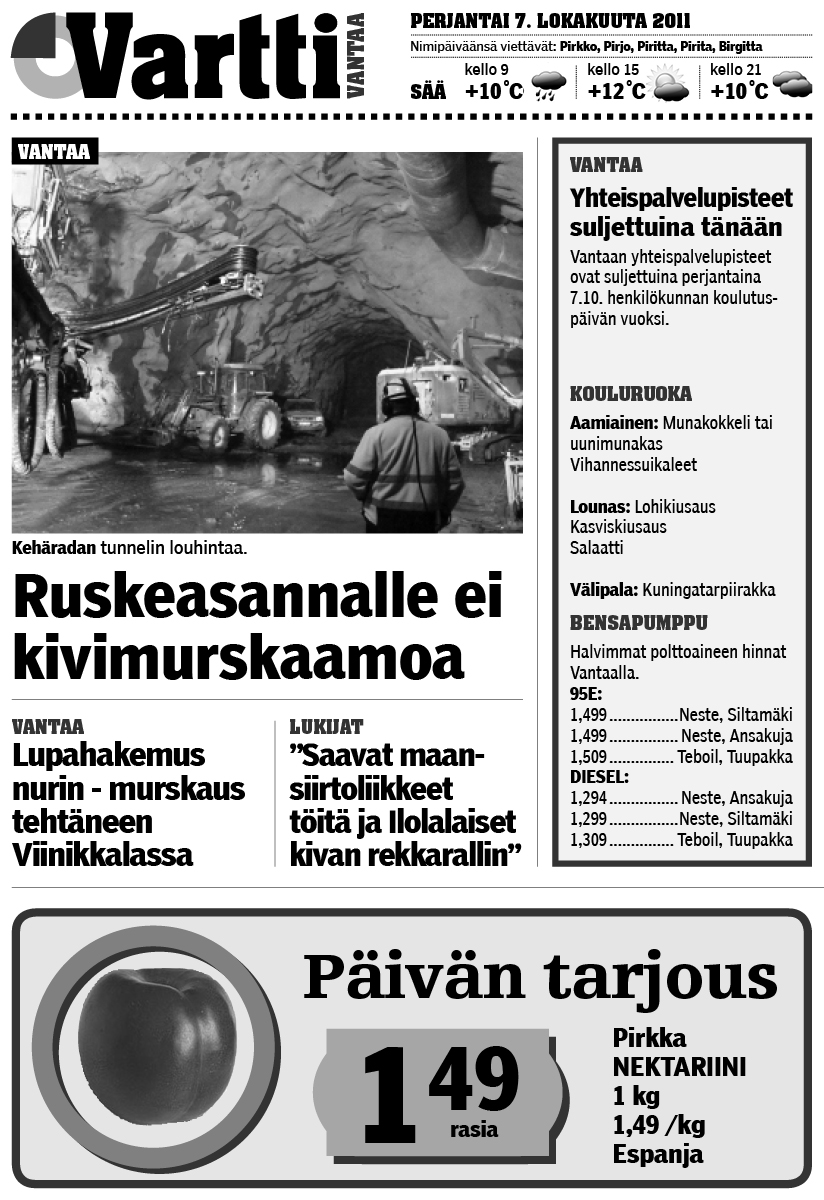 Vartti
VANTAA
PERJANTAI 7. LOKAKUUTA 2011
Nimipäiväänsä viettävät: Pirkko, Pirjo, Piritta, Pirita, Birgitta
SÄÄ
kello 9
+10˚C
kello 15
+12˚C
kello 21
+10˚C
VANTAA
Kehäradan tunnelin louhintaa.
Ruskeasannalle ei
kivimurskaamoa
VANTAA
Lupahakemus
nurin - murskaus
tehtäneen
Viinikkalassa
LUKIJAT
”Saavat maan-
siirtoliikkeet
töitä ja Ilolalaiset
kivan rekkarallin”
VANTAA
Yhteispalvelupisteet
suljettuina tänään
Vantaan yhteispalvelupisteet
ovat suljettuina perjantaina
7.10. henkilökunnan koulutus-
päivän vuoksi.
KOULURUOKA
Aamiainen: Munakokkeli tai
uunimunakas
Vihannessuikaleet
Lounas: Lohikiusaus
Kasviskiusaus
Salaatti
Välipala: Kuningatarpiirakka
BENSAPUMPPU
Halvimmat polttoaineen hinnat
Vantaalla.
95E:
1,499................Neste, Siltamäki
1,499................ Neste, Ansakuja
1,509............... Teboil, Tuupakka
DIESEL:
1,294................ Neste, Ansakuja
1,299................Neste, Siltamäki
1,309............... Teboil, Tuupakka
Päivän tarjous
1 49
rasia
Pirkka
NEKTARIINI
1 kg
1,49 /kg
Espanja